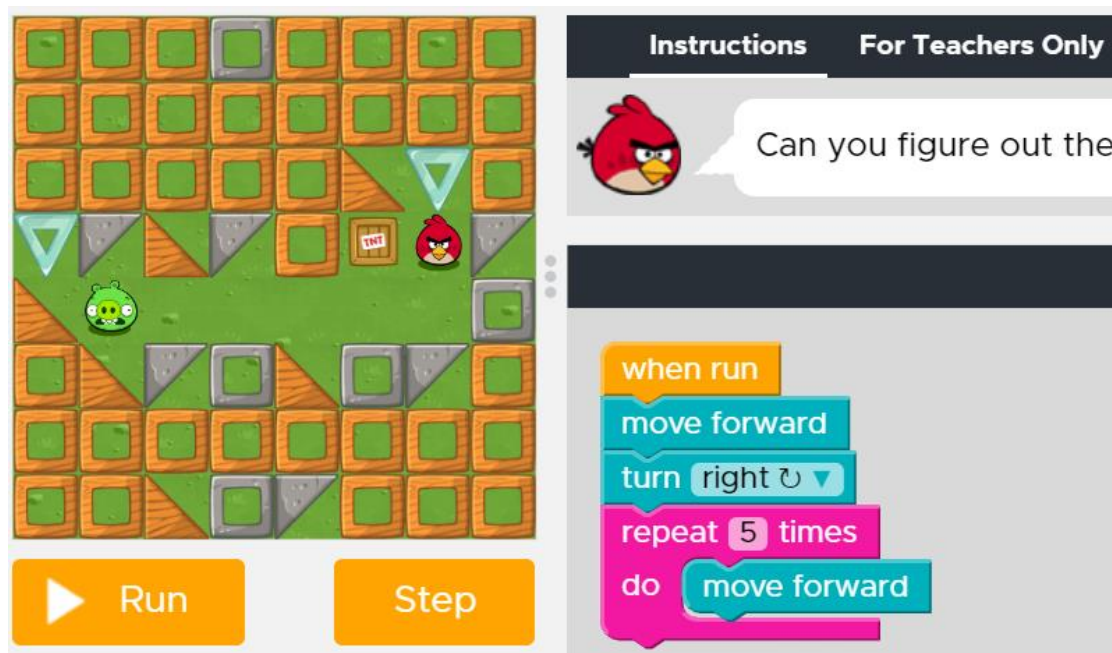 Instructions For Teachers Only
Can you figure out the
TNT
when run
move forward
turn right ↻ ▼
repeat 5 times
do move forward
Run Step